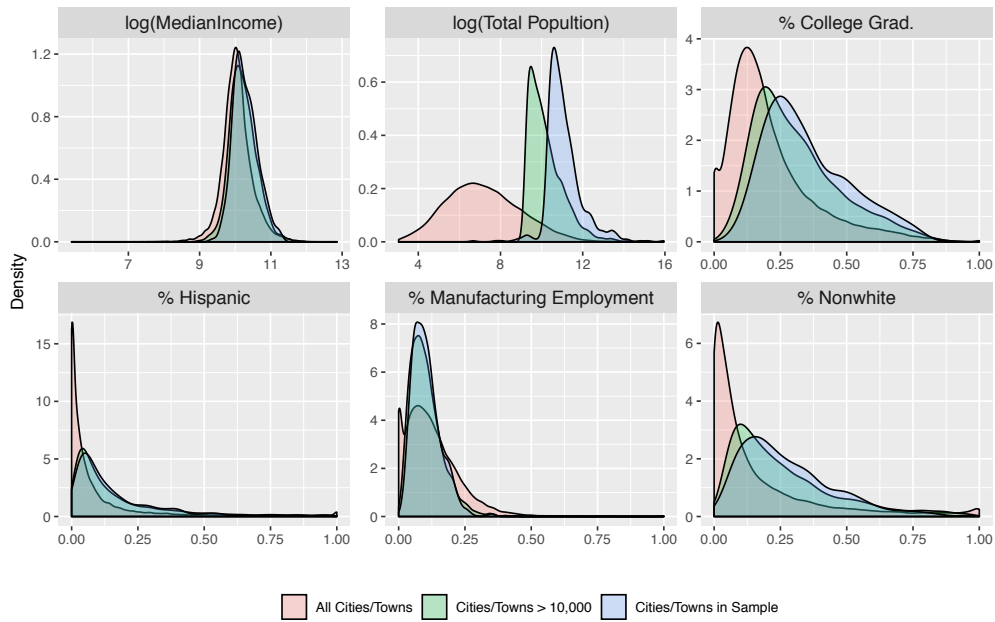 log(MedianIncome)
log(Total Popultion)
% College Grad.
1.2
0.8
0.4
0.0
7 9 11 13
0.6
0.4
0.2
0.0
4 8 12 16
4
3
2
1
0
0.00 0.25 0.50 0.75 1.00
Density
% Hispanic
% Manufacturing Employment
% Nonwhite
15
10
5
0
0.00 0.25 0.50 0.75 1.00
8
6
4
2
0
0.00 0.25 0.50 0.75 1.00
6
4
2
0
0.00 0.25 0.50 0.75 1.00
All Cities/Towns Cities/Towns > 10,000 Cities/Towns in Sample